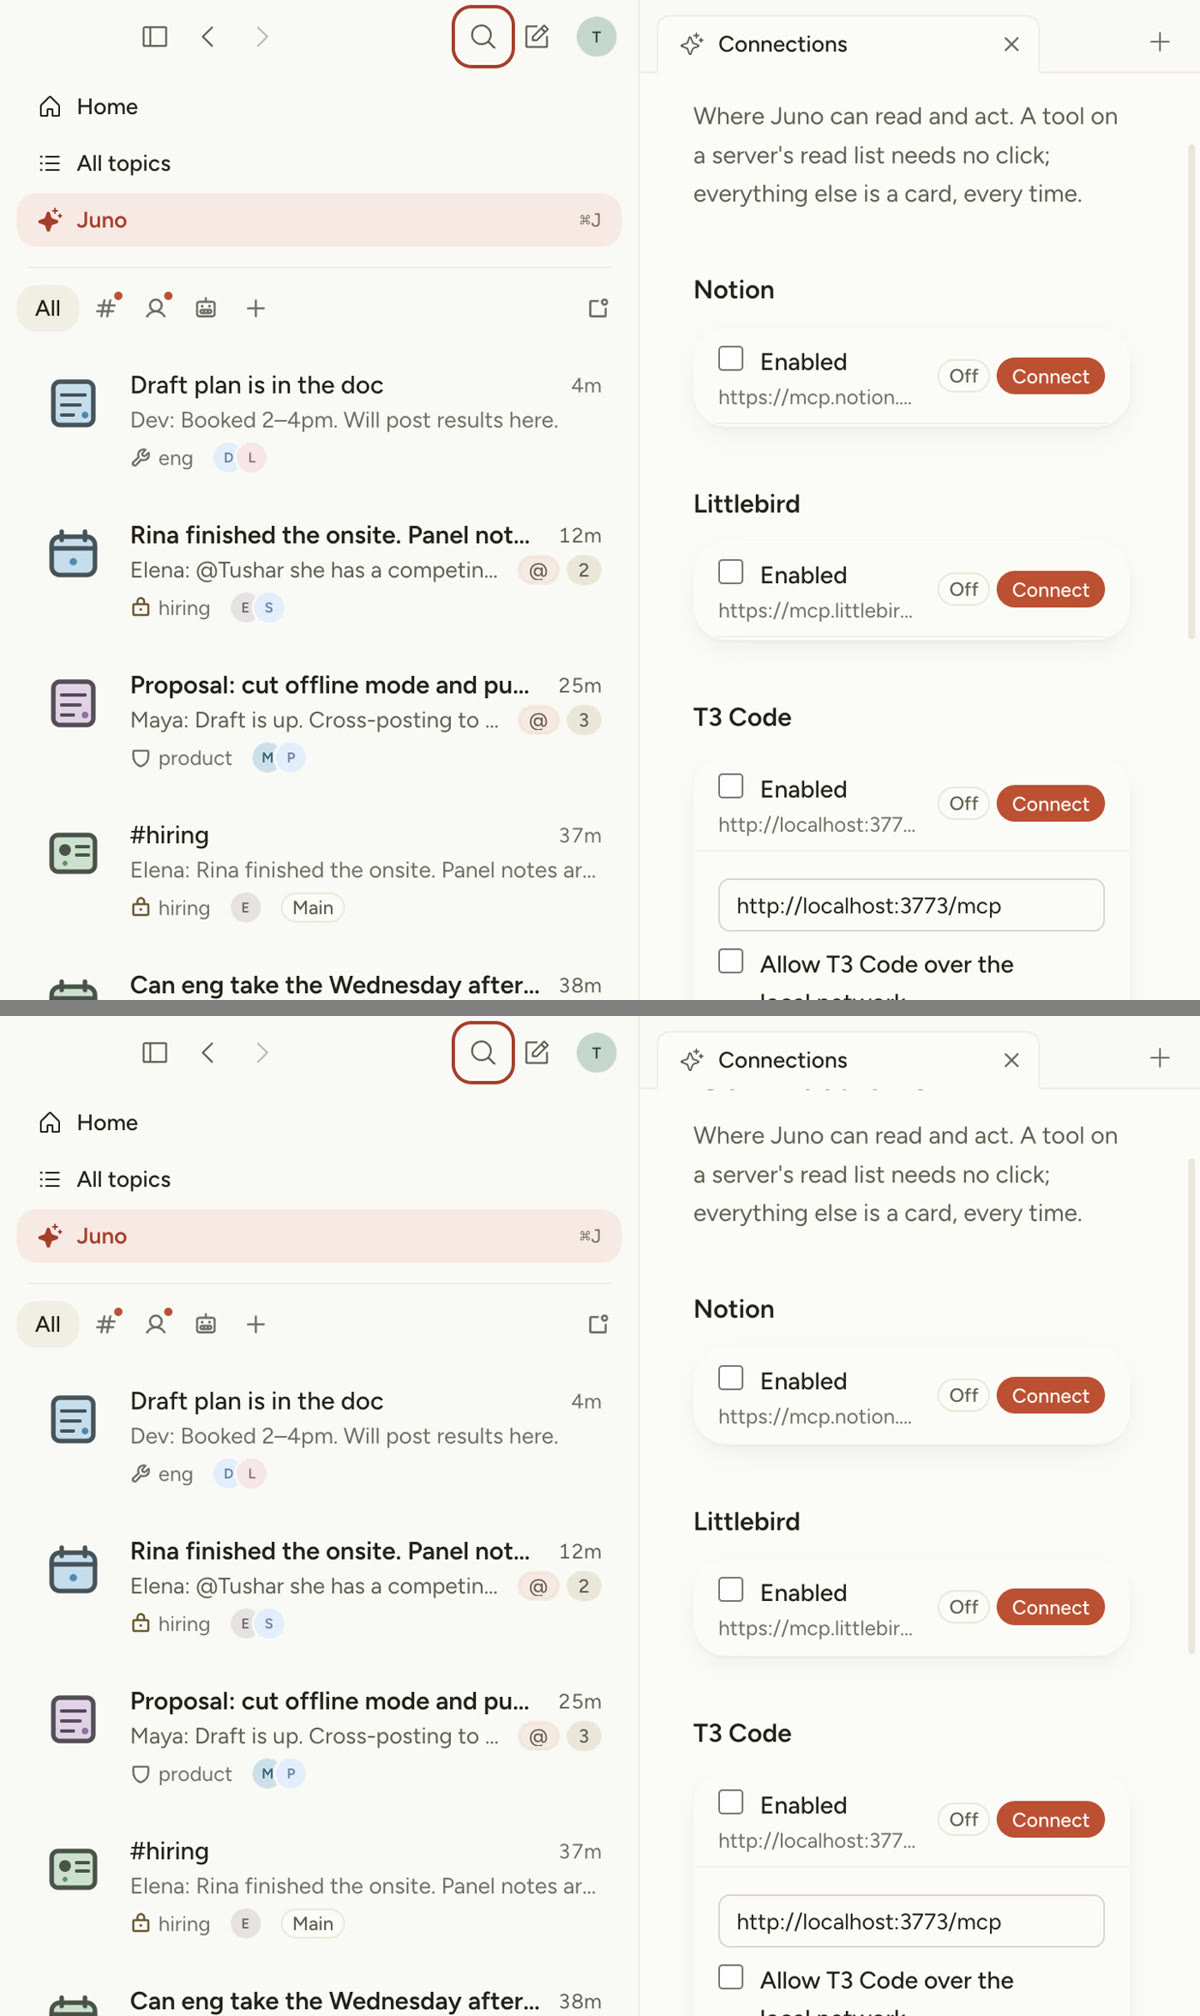 T
Connections
Home
All topics
Juno ⌘J
All
Draft plan is in the doc 4m
Dev: Booked 2–4pm. Will post results here.
eng D L
Rina finished the onsite. Panel not... 12m
Elena: @Tushar she has a competin... @ 2
hiring E S
Proposal: cut offline mode and pu... 25m
Maya: Draft is up. Cross-posting to ... @ 3
product M P
#hiring 37m
Elena: Rina finished the onsite. Panel notes ar...
hiring E Main
Can eng take the Wednesday after... 38m
Where Juno can read and act. A tool on
a server's read list needs no click;
everything else is a card, every time.
Notion
Enabled Off Connect
https://mcp.notion....
Littlebird
Enabled Off Connect
https://mcp.littlebir...
T3 Code
Enabled Off Connect
http://localhost:377...
http://localhost:3773/mcp
Allow T3 Code over the
local network
T
Connections
Home
All topics
Juno ⌘J
All
Draft plan is in the doc 4m
Dev: Booked 2–4pm. Will post results here.
eng D L
Rina finished the onsite. Panel not... 12m
Elena: @Tushar she has a competin... @ 2
hiring E S
Proposal: cut offline mode and pu... 25m
Maya: Draft is up. Cross-posting to ... @ 3
product M P
#hiring 37m
Elena: Rina finished the onsite. Panel notes ar...
hiring E Main
Can eng take the Wednesday after... 38m
Where Juno can read and act. A tool on
a server's read list needs no click;
everything else is a card, every time.
Notion
Enabled Off Connect
https://mcp.notion....
Littlebird
Enabled Off Connect
https://mcp.littlebir...
T3 Code
Enabled Off Connect
http://localhost:377...
http://localhost:3773/mcp
Allow T3 Code over the